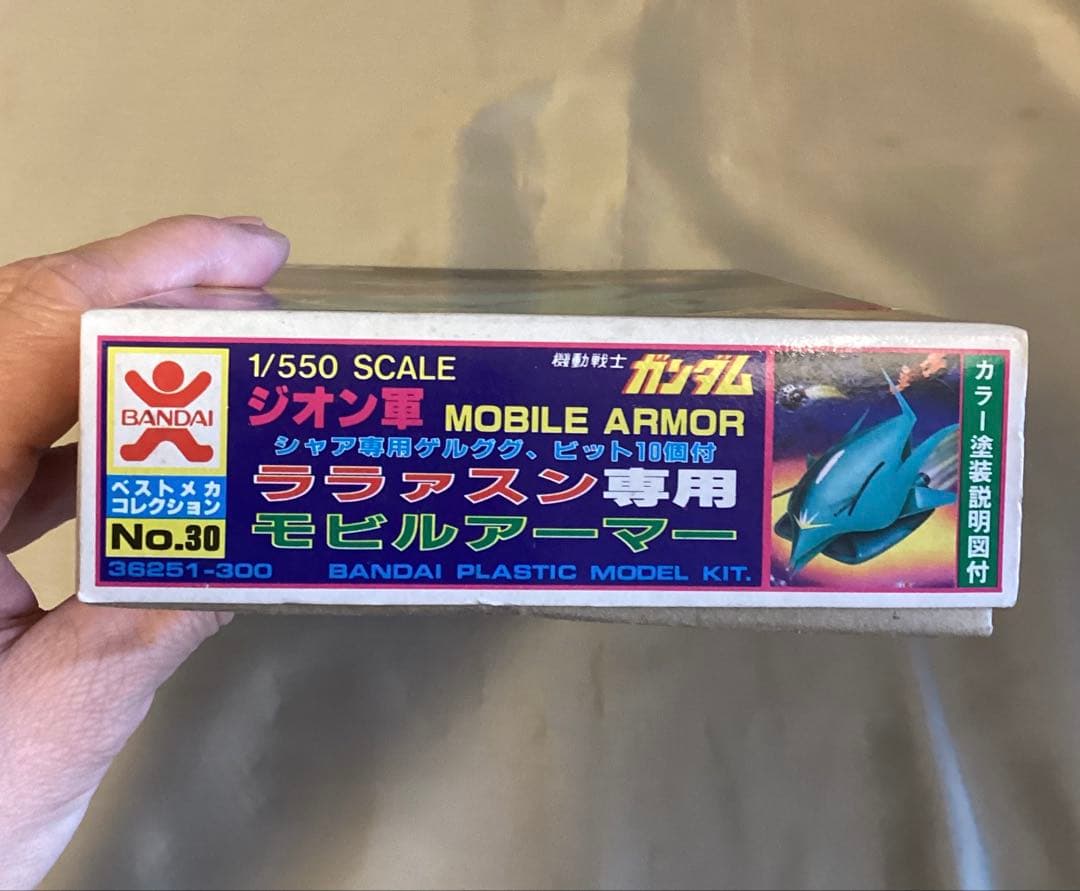 BANDAI
ベストメカ
コレクション
No.30
1/550 SCALE
機動戦士 ガンダム
ジオン軍 MOBILE ARMOR
シャア専用ゲルググ、ビット10個付
ララァスン専用
モビルアーマー
36251-300 BANDAI PLASTIC MODEL KIT.
カラー塗装説明図付